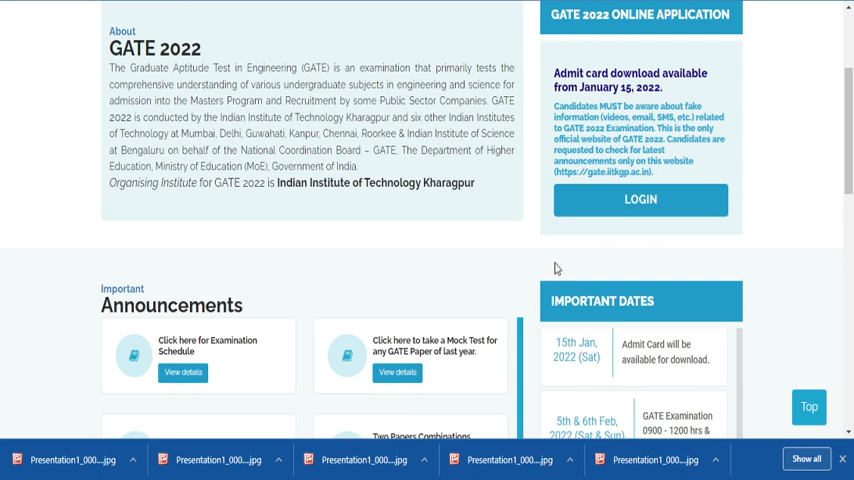 About
GATE 2022
The Graduate Aptitude Test in Engineering (GATE) is an examination that primarily tests the
comprehensive understanding of various undergraduate subjects in engineering and science for
admission into the Masters Program and Recruitment by some Public Sector Companies. GATE
2022 is conducted by the Indian Institute of Technology Kharagpur and six other Indian Institutes
of Technology at Mumbai, Delhi, Guwahati, Kanpur, Chennai, Roorkee & Indian Institute of Science
at Bengaluru on behalf of the National Coordination Board – GATE, The Department of Higher
Education, Ministry of Education (MoE), Government of India.
Organising Institute for GATE 2022 is Indian Institute of Technology Kharagpur
GATE 2022 ONLINE APPLICATION
Admit card download available
from January 15, 2022.
Candidates MUST be aware about fake
information (videos, email, SMS, etc.) related
to GATE 2022 Examination. This is the only
official website of GATE 2022. Candidates are
requested to check for latest
announcements only on this website
(https://gate.iitkgp.ac.in).
LOGIN
Important
Announcements
Click here for Examination
Schedule
View details
Click here to take a Mock Test for
any GATE Paper of last year.
View details
Two Papers Combinations
IMPORTANT DATES
15th Jan,
2022 (Sat)
Admit Card will be
available for download.
5th & 6th Feb,
2022 (Sat & Sun)
GATE Examination
0900 - 1200 hrs &
Top
Presentation1_000....jpg
Presentation1_000....jpg
Presentation1_000....jpg
Presentation1_000....jpg
Presentation1_000....jpg
Show all